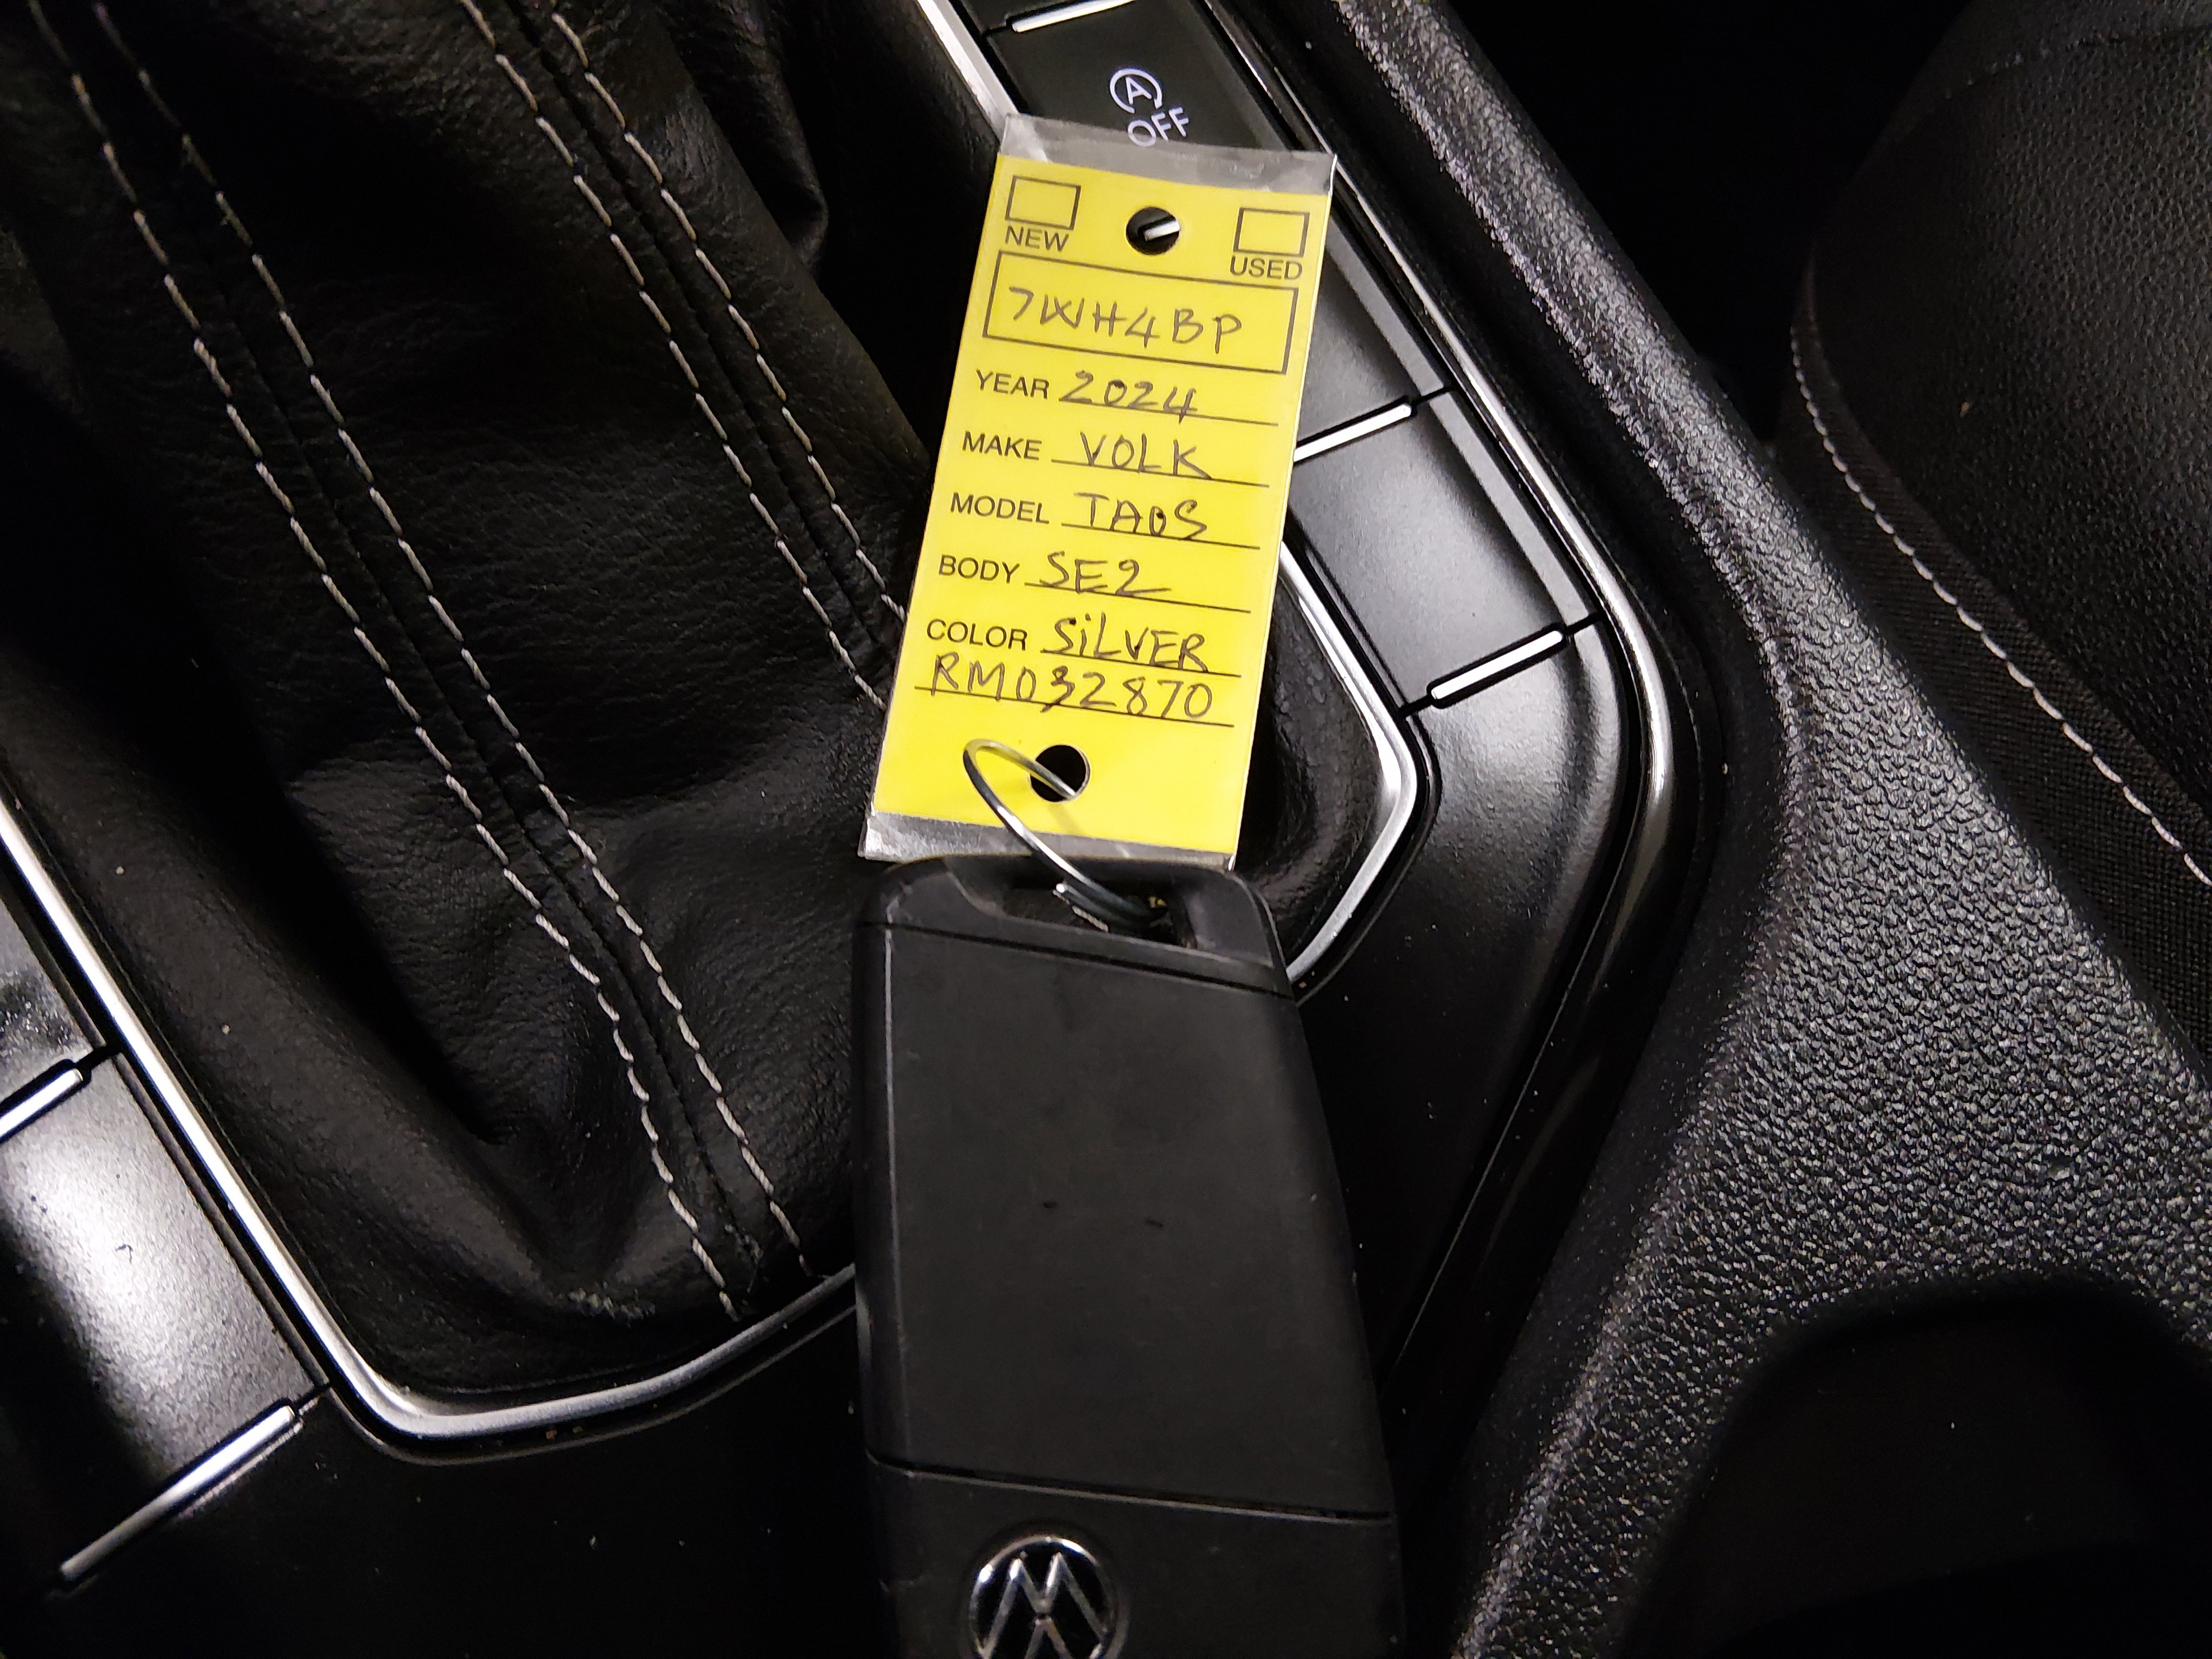 A
OFF
NEW
USED
7WH4BP
YEAR 2024
MAKE VOLK
MODEL TAOS
BODY SE2
COLOR SiLVER
RM032870